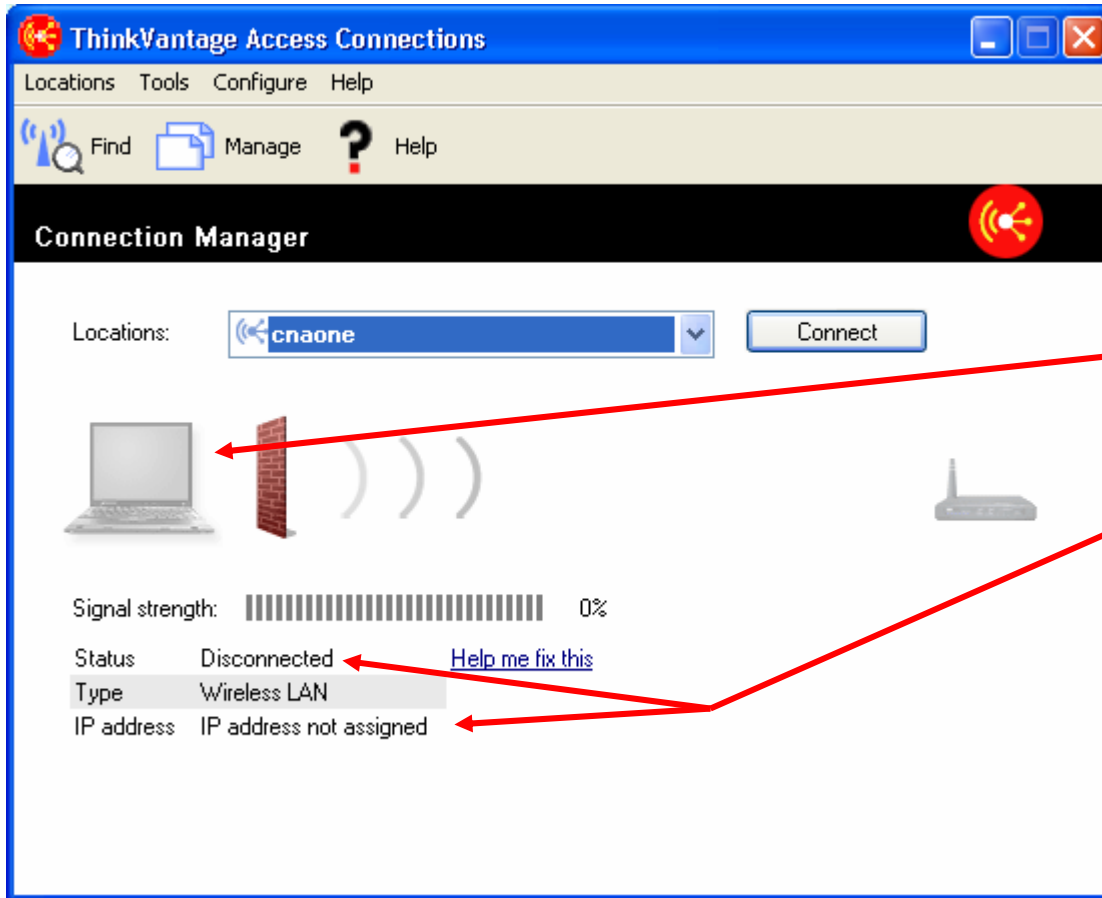 ThinkVantage Access Connections
Locations Tools Configure Help
Find Manage ? Help
Connection Manager
Locations: cnaone Connect
Signal strength: 0%
Status Disconnected Help me fix this
Type Wireless LAN
IP address IP address not assigned